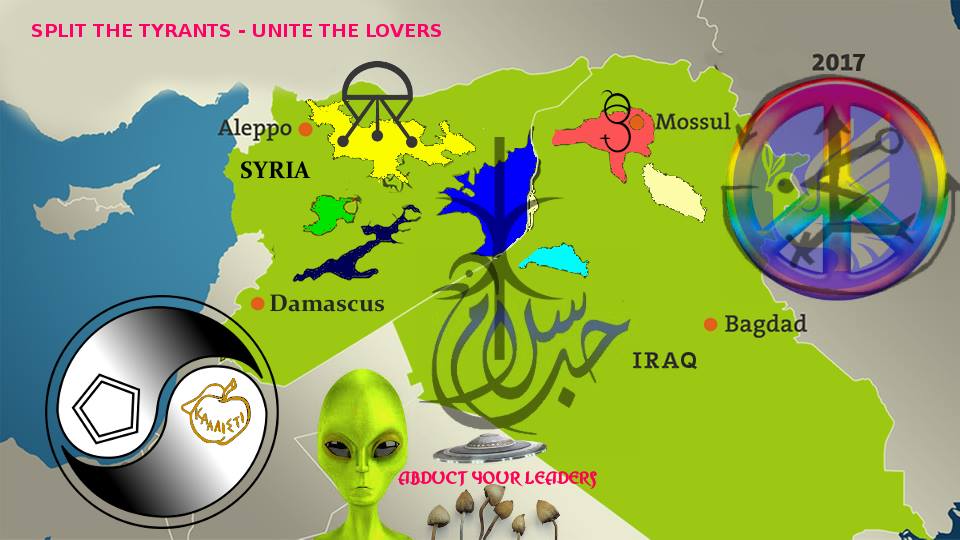 SPLIT THE TYRANTS - UNITE THE LOVERS
2017
Aleppo
Mossul
SYRIA
Damascus
Bagdad
سلام
حب
IRAQ
ΚΑΛΛΙΣΤΙ
ABDUCT YOUR LEADERS